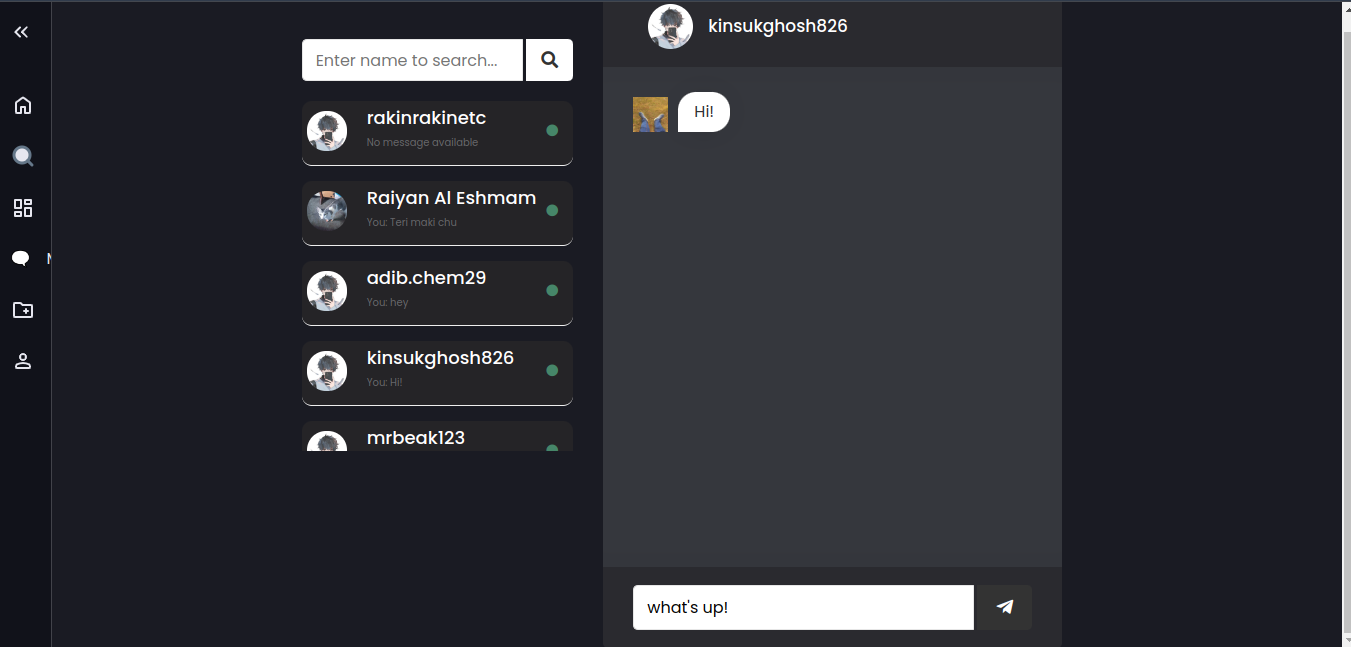 Enter name to search...
rakinrakinetc
No message available
Raiyan Al Eshmam
You: Teri maki chu
adib.chem29
You: hey
kinsukghosh826
You: Hi!
mrbeak123
kinsukghosh826
Hi!
what's up!